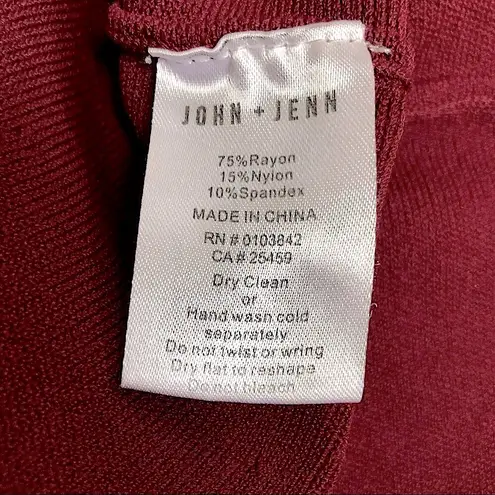 JOHN + JENN
75%Rayon
15%Nylon
10%Spandex
MADE IN CHINA
RN # 0103842
CA # 25459
Dry Clean
or
Hand wash cold
separately
Do not twist or wring
Dry flat to reshape
Do not bleach